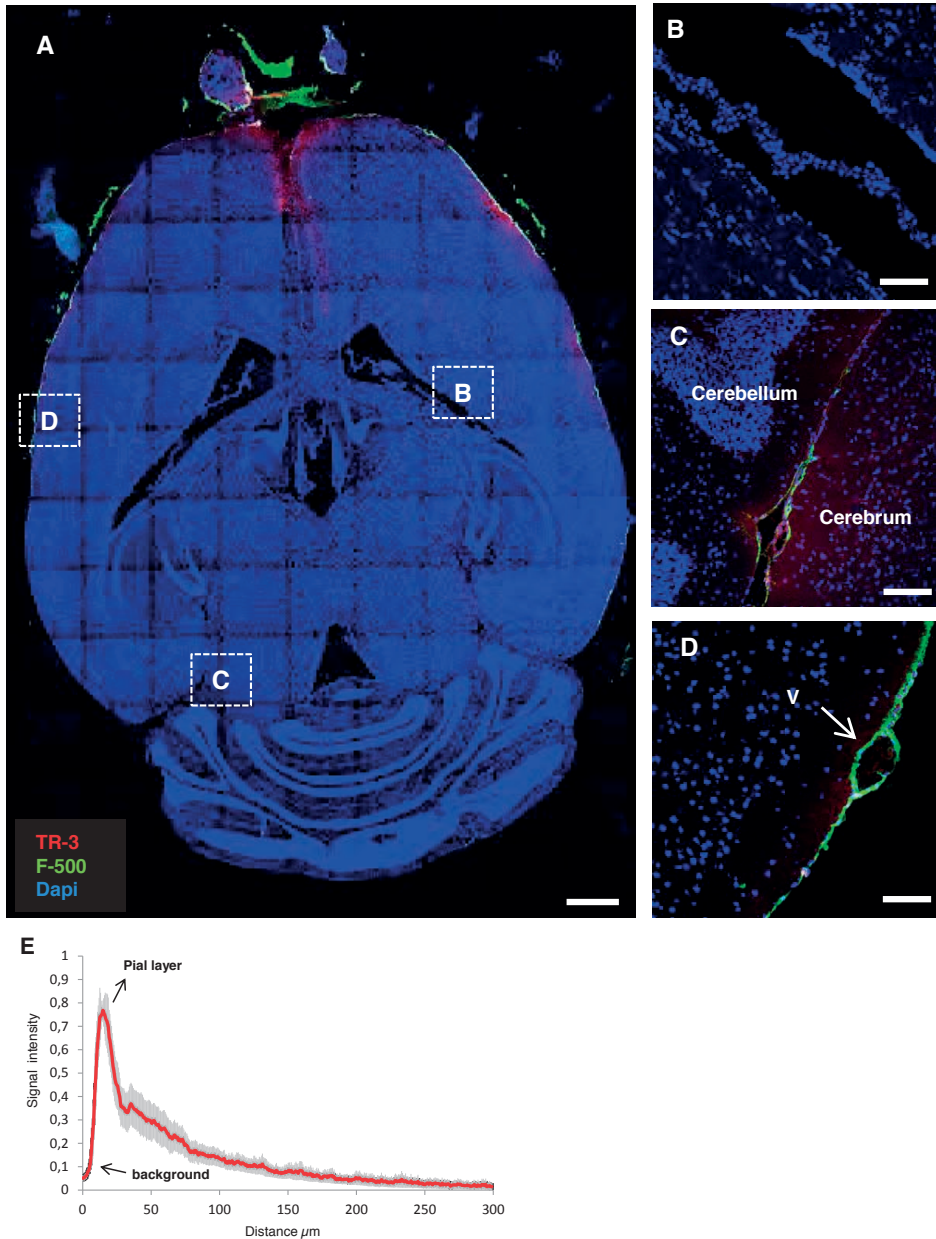 A
B
D
C
TR-3
F-500
Dapi
B
C
Cerebellum
Cerebrum
D
V
E
1
0,9
0,8
0,7
0,6
0,5
0,4
0,3
0,2
0,1
0
Signal intensity
Pial layer
background
0 50 100 150 200 250 300
Distance µm